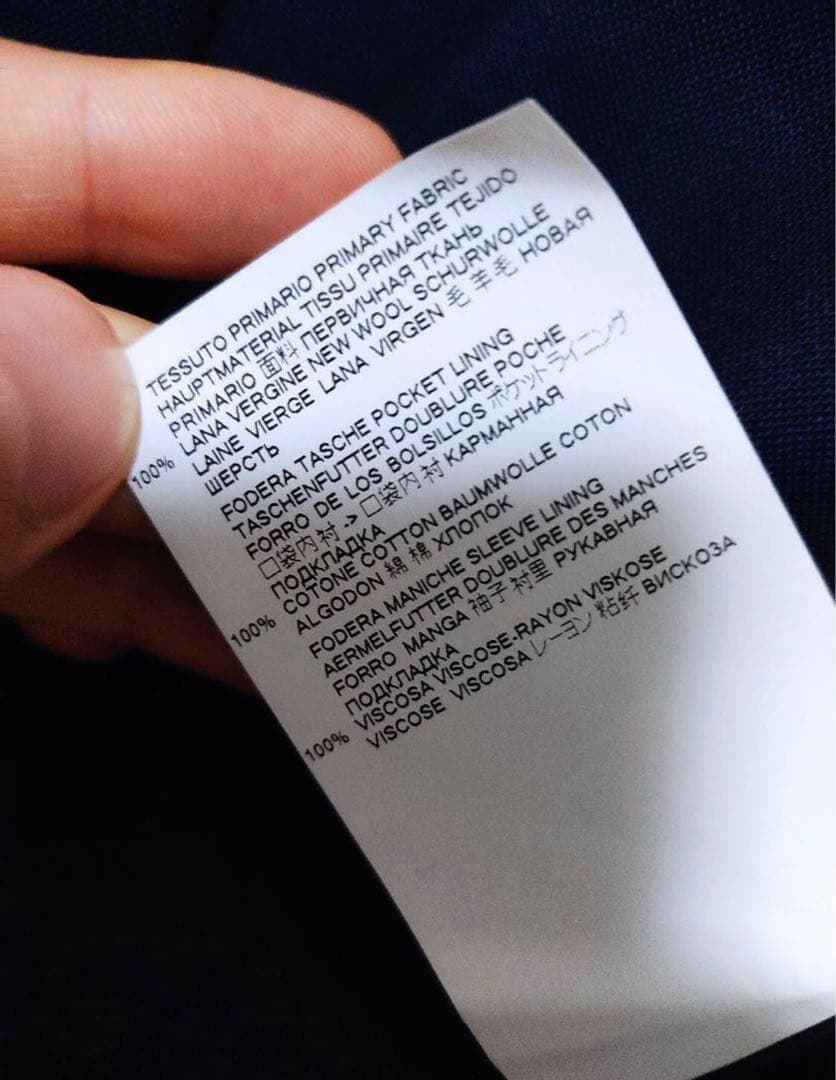 TESSUTO PRIMARIO PRIMARY FABRIC
HAUPTMATERIAL TISSU PRIMAIRE TEJIDO
PRIMARIO 面料 ПЕРВИЧНАЯ ТКАНЬ
100% LANA VERGINE NEW WOOL SCHURWOLLE
LAINE VIERGE LANA VIRGEN 毛 羊毛 НОВАЯ
ШЕРСТЬ
FODERA TASCHE POCKET LINING
TASCHENFUTTER DOUBLURE POCHE
FORRO DE LOS BOLSILLOS ポケットライニング
口袋内衬 -> 口袋内衬 КАРМАННАЯ
ПОДКЛАДКА
100% COTONE COTTON BAUMWOLLE COTON
ALGODON 綿 棉 ХЛОПОК
FODERA MANICHE SLEEVE LINING
AERMELFUTTER DOUBLURE DES MANCHES
FORRO MANGA 袖子 衬里 РУКАВНАЯ
ПОДКЛАДКА
100% VISCOSA VISCOSE-RAYON VISKOSE
VISCOSE VISCOSA レーヨン 粘纤 ВИСКОЗА